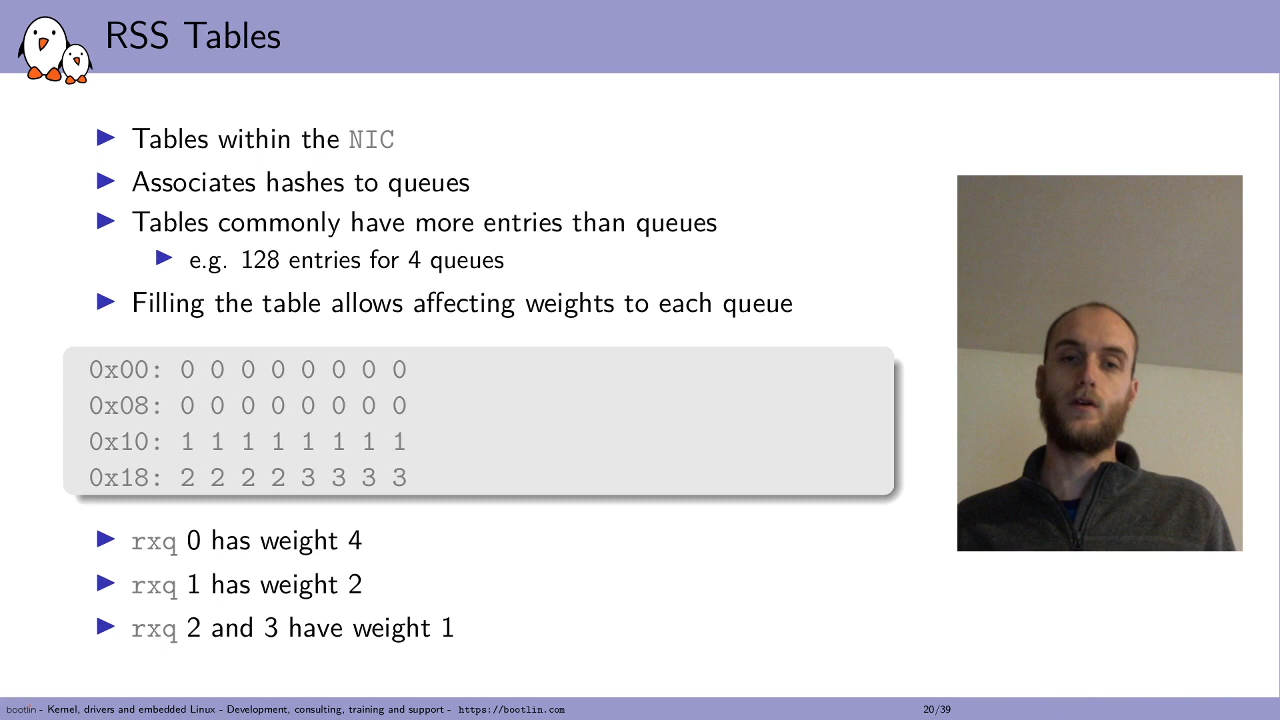 RSS Tables
Tables within the NIC
Associates hashes to queues
Tables commonly have more entries than queues
e.g. 128 entries for 4 queues
Filling the table allows affecting weights to each queue
0x00: 0 0 0 0 0 0 0 0
0x08: 0 0 0 0 0 0 0 0
0x10: 1 1 1 1 1 1 1 1
0x18: 2 2 2 2 3 3 3 3
rxq 0 has weight 4
rxq 1 has weight 2
rxq 2 and 3 have weight 1
bootlin - Kernel, drivers and embedded Linux - Development, consulting, training and support - https://bootlin.com 20/39